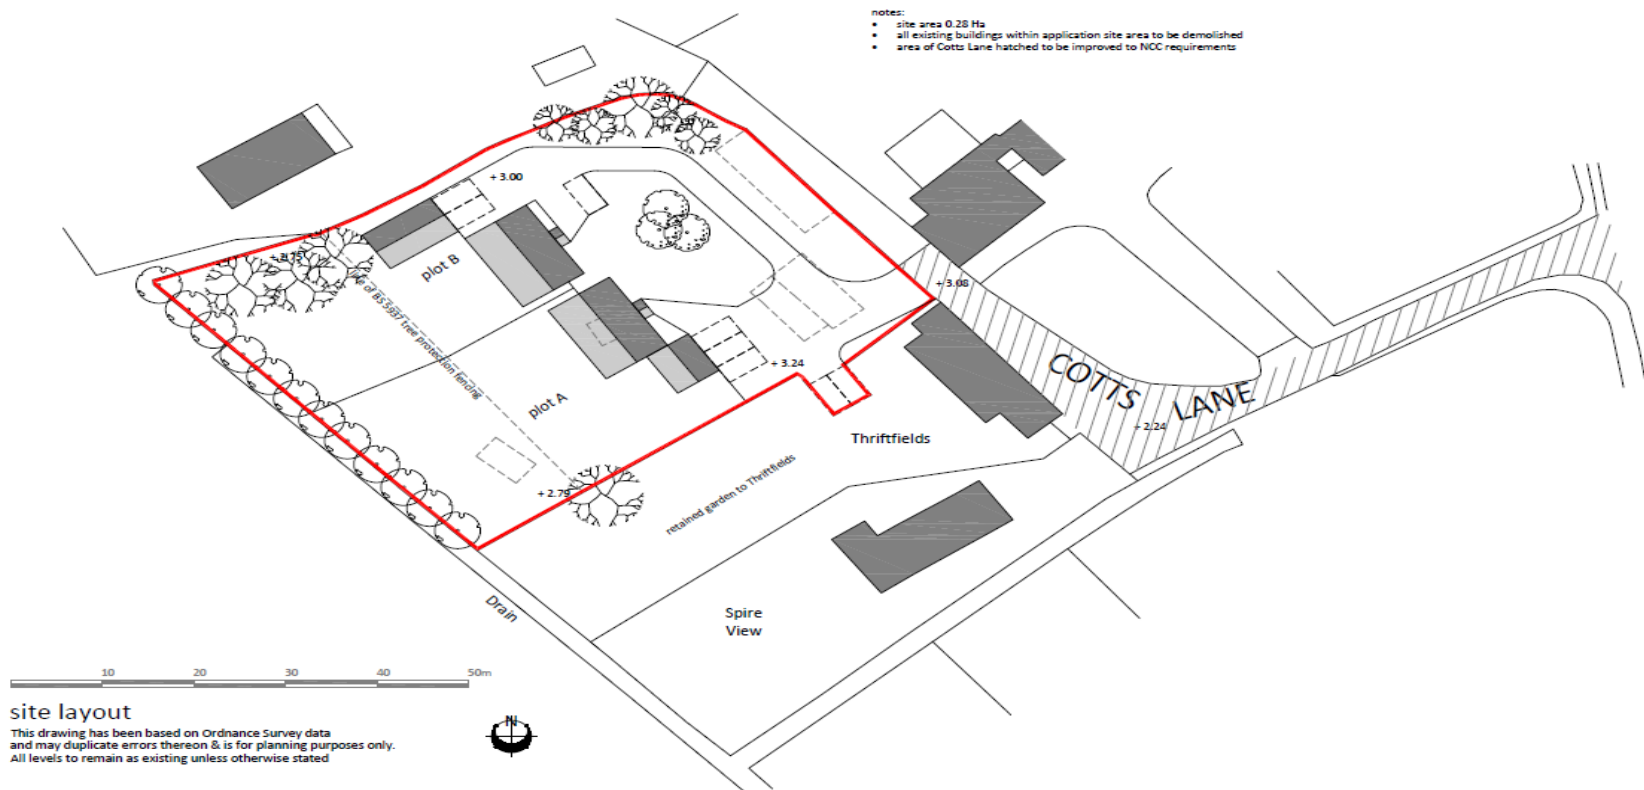 notes:
• site area 0.28 Ha
• all existing buildings within application site area to be demolished
• area of Cotts Lane hatched to be improved to NCC requirements
+ 3.00
+ 2.75
plot B
line of BS 5937 tree protection fencing
+ 3.08
+ 3.24
COTTS LANE
+ 2.24
plot A
Thriftfields
+ 2.79
retained garden to Thriftfields
Drain
Spire
View
10 20 30 40 50m
site layout
This drawing has been based on Ordnance Survey data
and may duplicate errors thereon & is for planning purposes only.
All levels to remain as existing unless otherwise stated
N